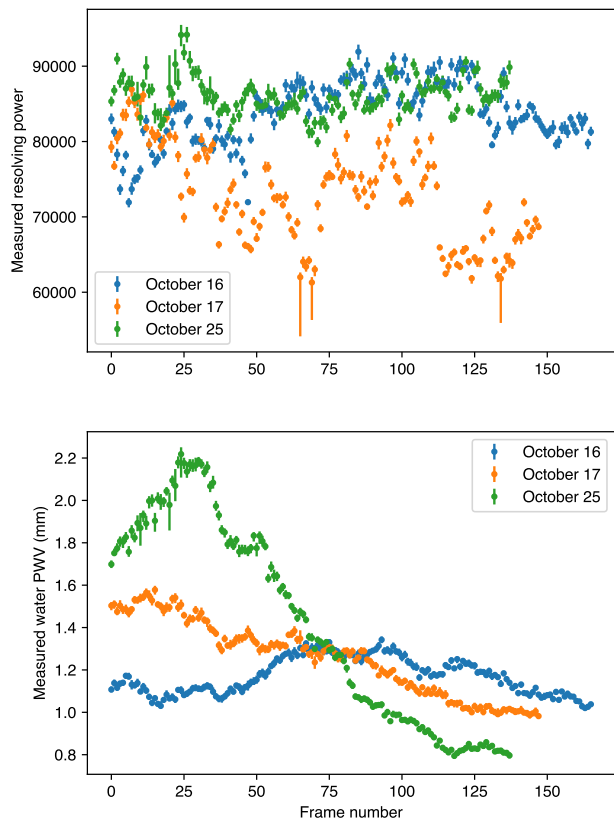 Measured resolving power
90000
80000
70000
60000
October 16
October 17
October 25
0 25 50 75 100 125 150
Measured water PWV (mm)
2.2
2.0
1.8
1.6
1.4
1.2
1.0
0.8
October 16
October 17
October 25
0 25 50 75 100 125 150
Frame number